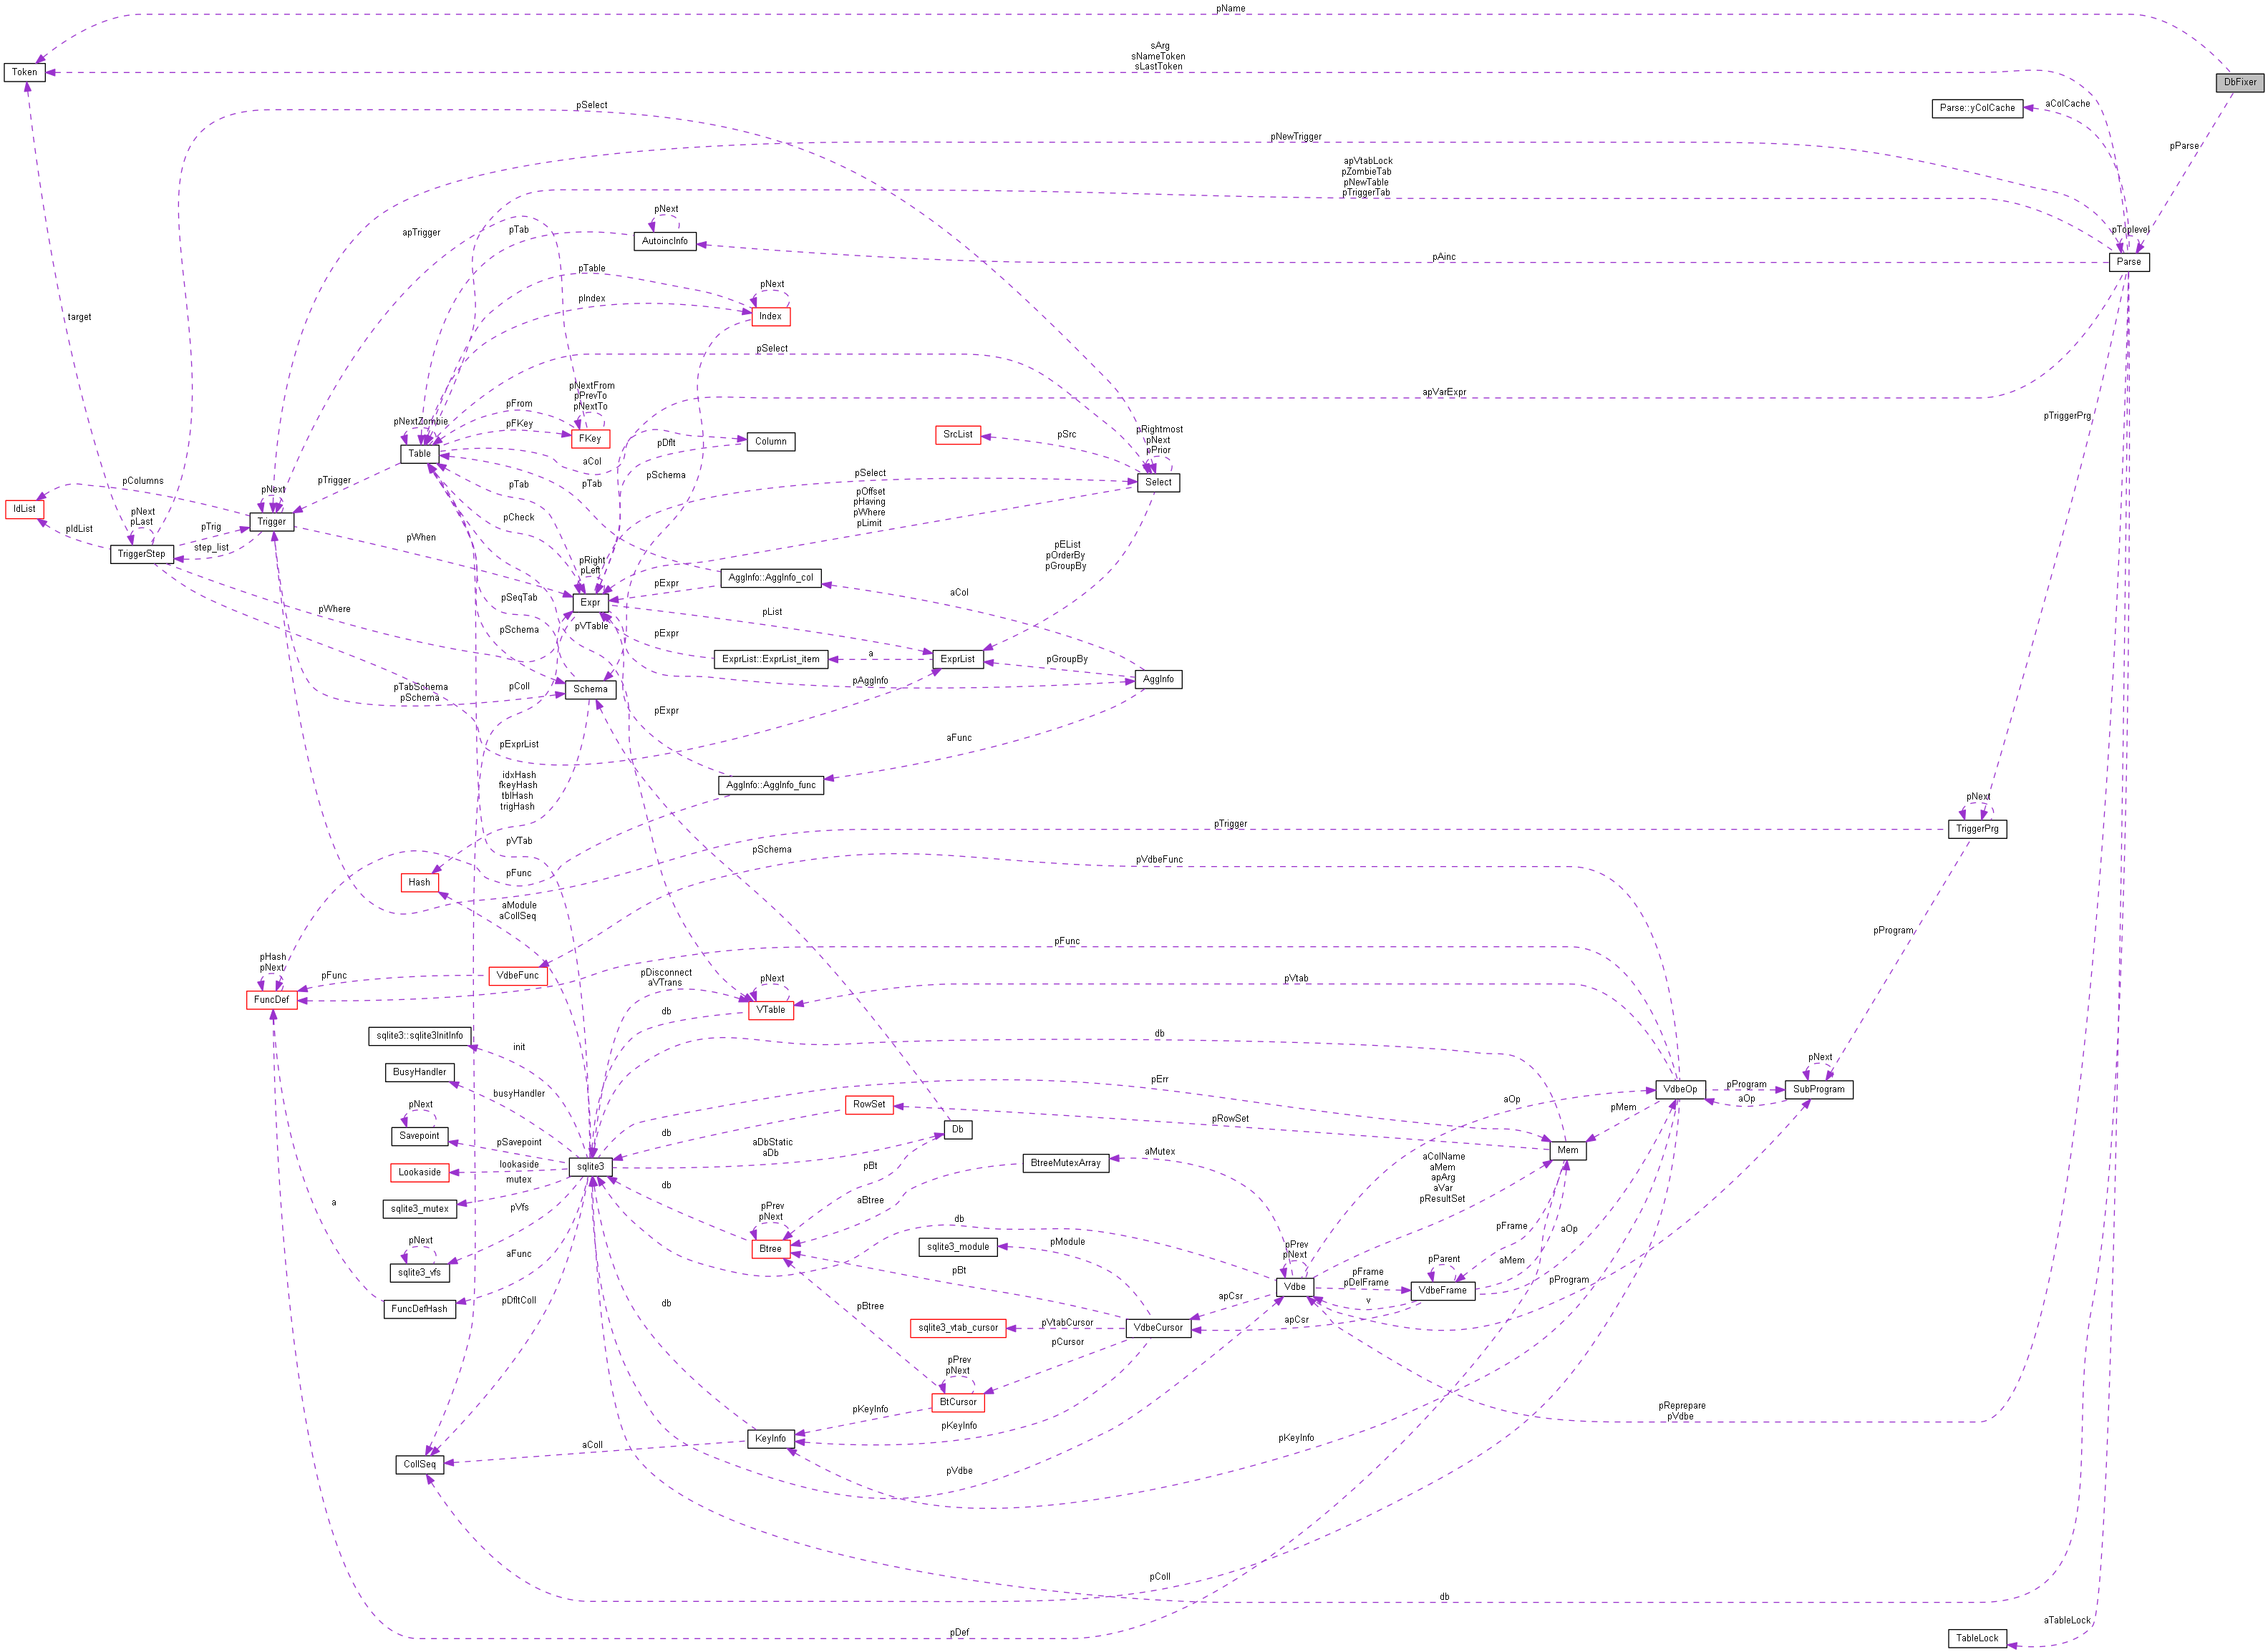 pName
sArg
sNameToken
sLastToken
Token
DbFixer
pSelect
Parse::yColCache
aColCache
pNewTrigger
pParse
apVtabLock
pZombieTab
pNewTable
pTriggerTab
pNext
apTrigger
pTab
AutoincInfo
pToplevel
pAinc
Parse
pTable
pNext
pIndex
target
Index
pSelect
pNextFrom
pPrevTo
pNextTo
apVarExpr
pFrom
pTriggerPrg
pNextZombie
pFKey
FKey
SrcList
pSrc
pRightmost
pNext
pPrior
pDflt
Column
Table
aCol
pSchema
pSelect
Select
pColumns
pTrigger
pTab
pTab
pNext
pOffset
pHaving
pWhere
pLimit
IdList
pNext
pLast
Trigger
pCheck
pIdList
pTrig
pWhen
step_list
TriggerStep
pEList
pOrderBy
pGroupBy
pRight
pLeft
AggInfo::AggInfo_col
pExpr
aCol
Expr
pSeqTab
pWhere
pList
pVTable
pSchema
pExpr
ExprList::ExprList_item
a
ExprList
pGroupBy
AggInfo
pAggInfo
pTabSchema
pSchema
pColl
Schema
pExpr
pExprList
aFunc
idxHash
fkeyHash
tblHash
trigHash
AggInfo::AggInfo_func
pNext
TriggerPrg
pTrigger
pVTab
pSchema
pVdbeFunc
pFunc
Hash
aModule
aCollSeq
pProgram
pFunc
pHash
pNext
pFunc
VdbeFunc
pDisconnect
aVTrans
pNext
pVtab
FuncDef
VTable
db
sqlite3::sqlite3InitInfo
init
db
BusyHandler
pErr
pNext
busyHandler
VdbeOp
pProgram
SubProgram
aOp
aOp
pNext
RowSet
pMem
pRowSet
Savepoint
pSavepoint
db
aDbStatic
aDb
Db
Mem
lookaside
Lookaside
sqlite3
pBt
BtreeMutexArray
aMutex
aColName
aMem
apArg
aVar
pResultSet
mutex
db
a
sqlite3_mutex
pVfs
pPrev
pNext
aBtree
db
pFrame
aOp
pNext
Btree
sqlite3_module
pModule
pPrev
pNext
aFunc
pParent
aMem
sqlite3_vfs
pBt
pFrame
pDelFrame
pProgram
Vdbe
VdbeFrame
FuncDefHash
pDfltColl
db
pBtree
apCsr
v
sqlite3_vtab_cursor
pVtabCursor
VdbeCursor
apCsr
pCursor
pPrev
pNext
BtCursor
pKeyInfo
pReprepare
pVdbe
pKeyInfo
KeyInfo
pKeyInfo
aColl
CollSeq
pVdbe
pColl
db
aTableLock
pDef
TableLock